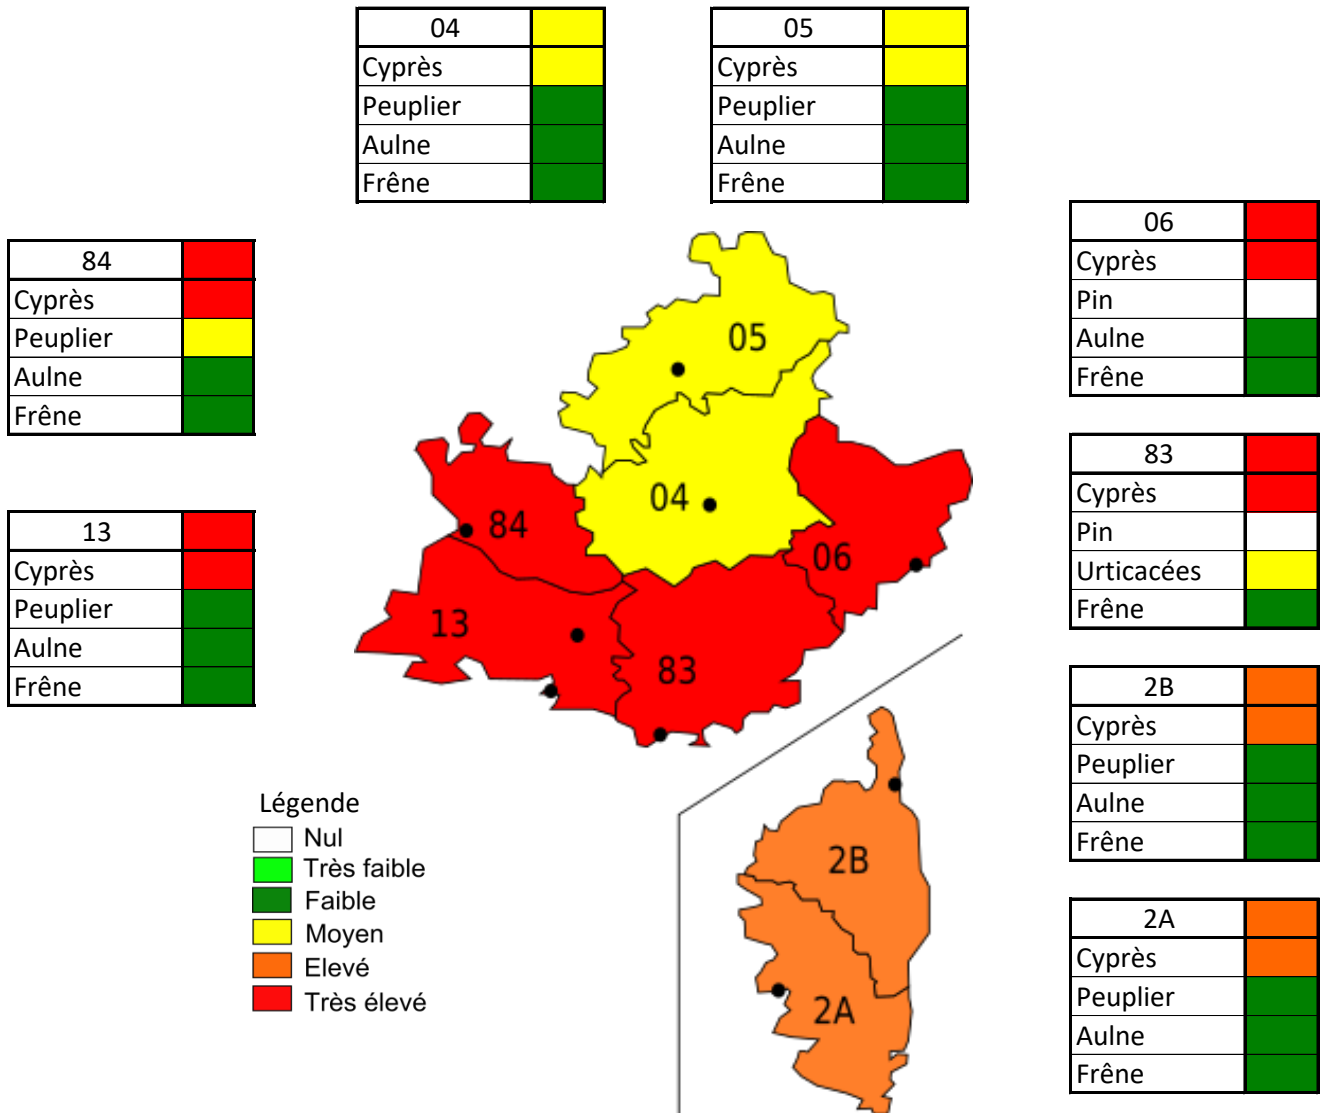 04
Cyprès
Peuplier
Aulne
Frêne
05
Cyprès
Peuplier
Aulne
Frêne
84
Cyprès
Peuplier
Aulne
Frêne
13
Cyprès
Peuplier
Aulne
Frêne
05
04
84
06
13
83
2B
2A
06
Cyprès
Pin
Aulne
Frêne
83
Cyprès
Pin
Urticacées
Frêne
2B
Cyprès
Peuplier
Aulne
Frêne
2A
Cyprès
Peuplier
Aulne
Frêne
Légende
Nul
Très faible
Faible
Moyen
Elevé
Très élevé